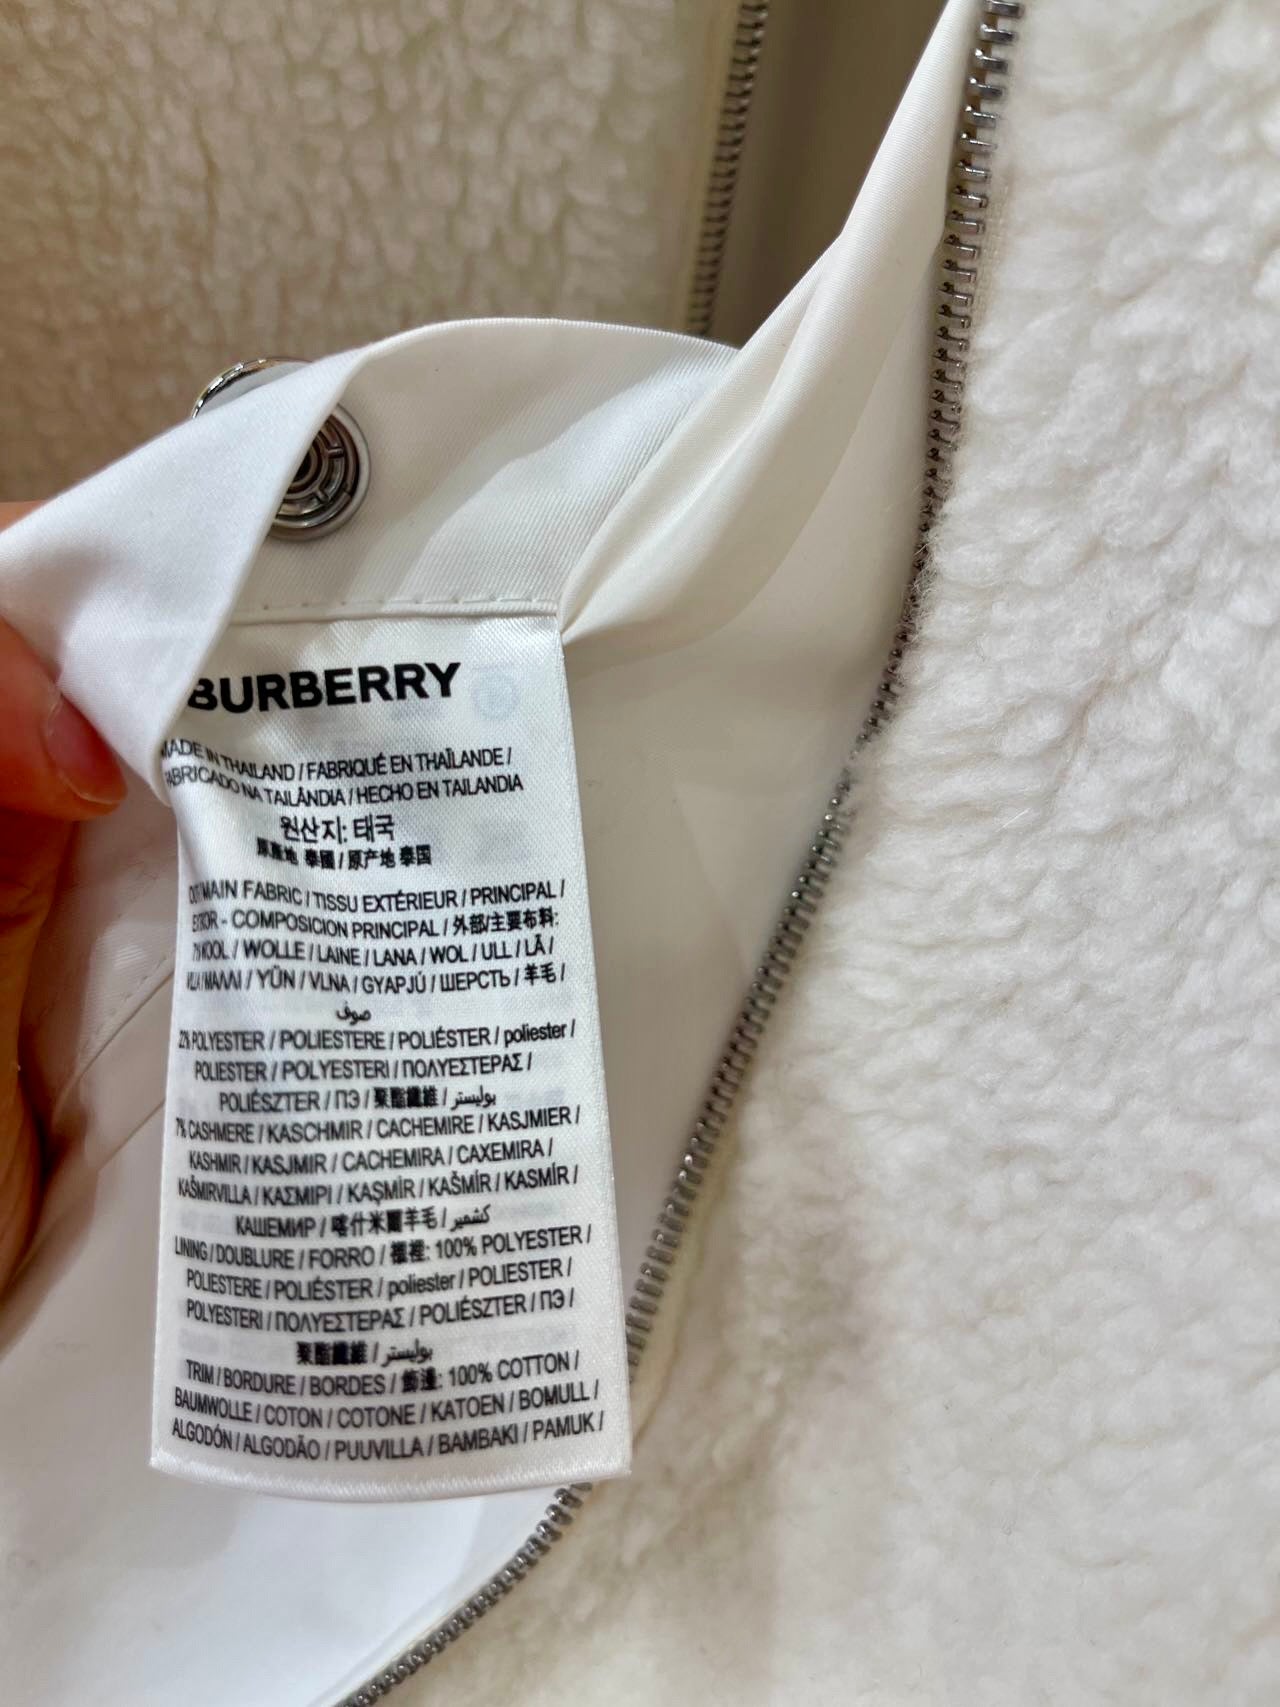 BURBERRY
MADE IN THAILAND / FABRIQUÉ EN THAÏLANDE /
FABRICADO NA TAILÂNDIA / HECHO EN TAILANDIA
원산지: 태국
原產地 泰國 / 原产地 泰国
MAIN FABRIC / TISSU EXTÉRIEUR / PRINCIPAL /
- COMPOSICION PRINCIPAL / 外部/主要布料:
WOOL / WOLLE / LAINE / LANA / WOL / ULL / LÃ /
/ ΜΑΛΛΙ / YÜN / VLNA / GYAPJÚ / ШЕРСТЬ / 羊毛 /
صوف
22% POLYESTER / POLIESTERE / POLIÉSTER / poliester /
POLIESTER / POLYESTERI / ΠΟΛΥΕΣΤΕΡΑΣ /
POLIÉSZTER / ПЭ / 聚酯纖維 / بوليستر
7% CASHMERE / KASCHMIR / CACHEMIRE / KASJMIER /
KASHMIR / KASJMIR / CACHEMIRA / CAXEMIRA /
KAŠMIRVILLA / ΚΑΣΜΙΡΙ / KAŞMİR / KAŠMÍR / KASMÍR /
КАШЕМИР / 喀什米爾羊毛 / كشمير
LINING / DOUBLURE / FORRO / 襯裡: 100% POLYESTER /
POLIESTERE / POLIÉSTER / poliester / POLIESTER /
POLYESTERI / ΠΟΛΥΕΣΤΕΡΑΣ / POLIÉSZTER / ПЭ /
聚酯纖維 / بوليستر
TRIM / BORDURE / BORDES / 飾邊: 100% COTTON /
BAUMWOLLE / COTON / COTONE / KATOEN / BOMULL /
ALGODÓN / ALGODÃO / PUUVILLA / BAMBAKI / PAMUK /